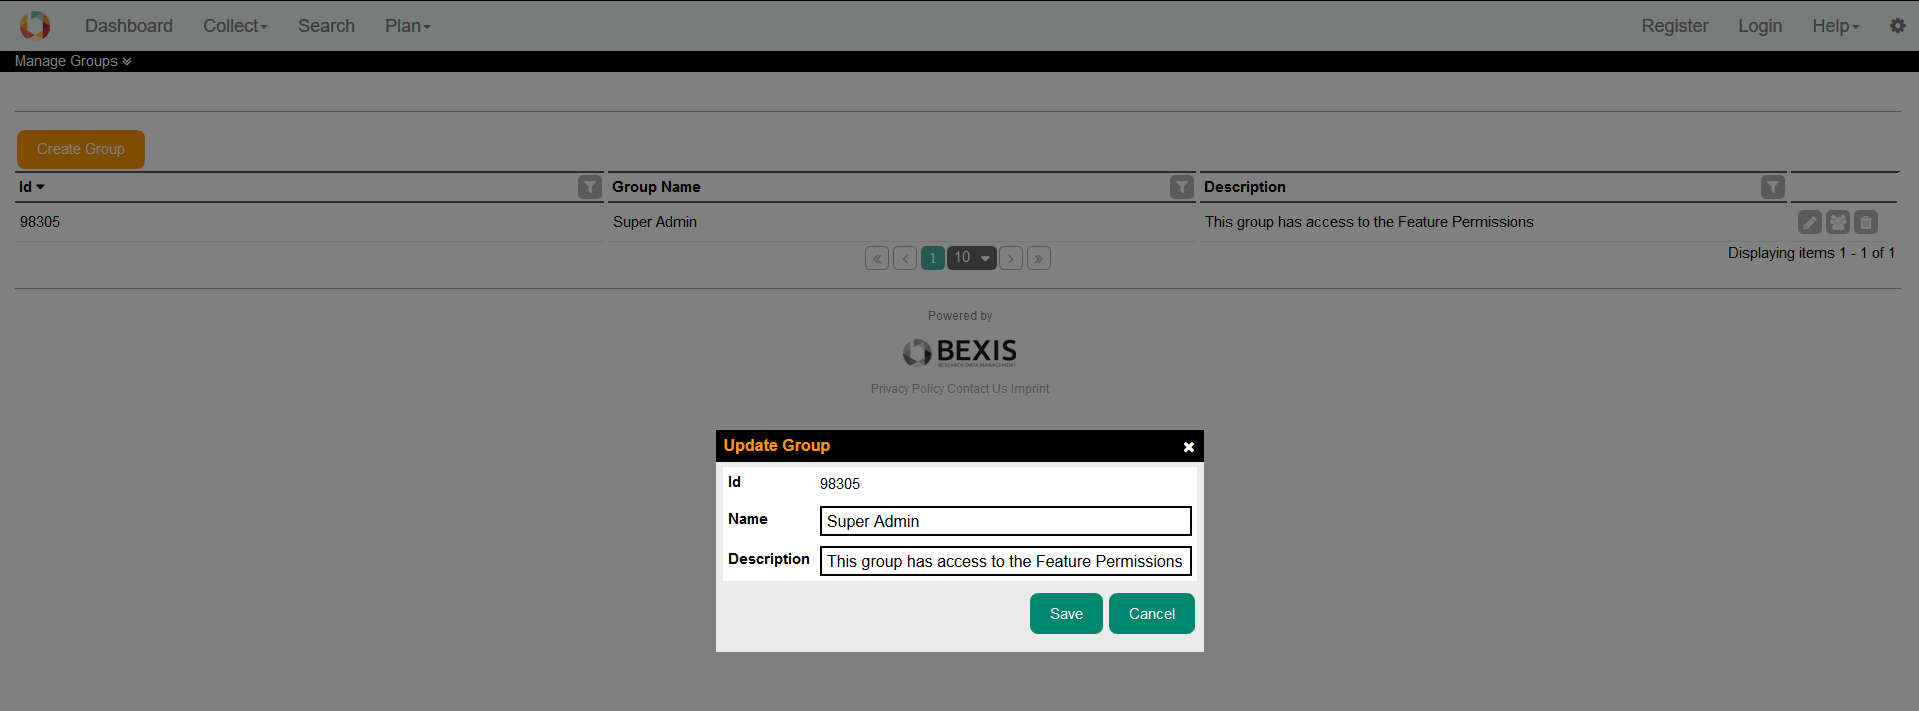 Dashboard Collect Search Plan Register Login Help
Manage Groups
Create Group
Id Group Name Description
98305 Super Admin This group has access to the Feature Permissions
« ‹ 1 10 › »
Displaying items 1 - 1 of 1
Powered by
BEXIS
RESEARCH DATA MANAGEMENT
Privacy Policy Contact Us Imprint
Update Group
Id 98305
Name Super Admin
Description This group has access to the Feature Permissions
Save Cancel